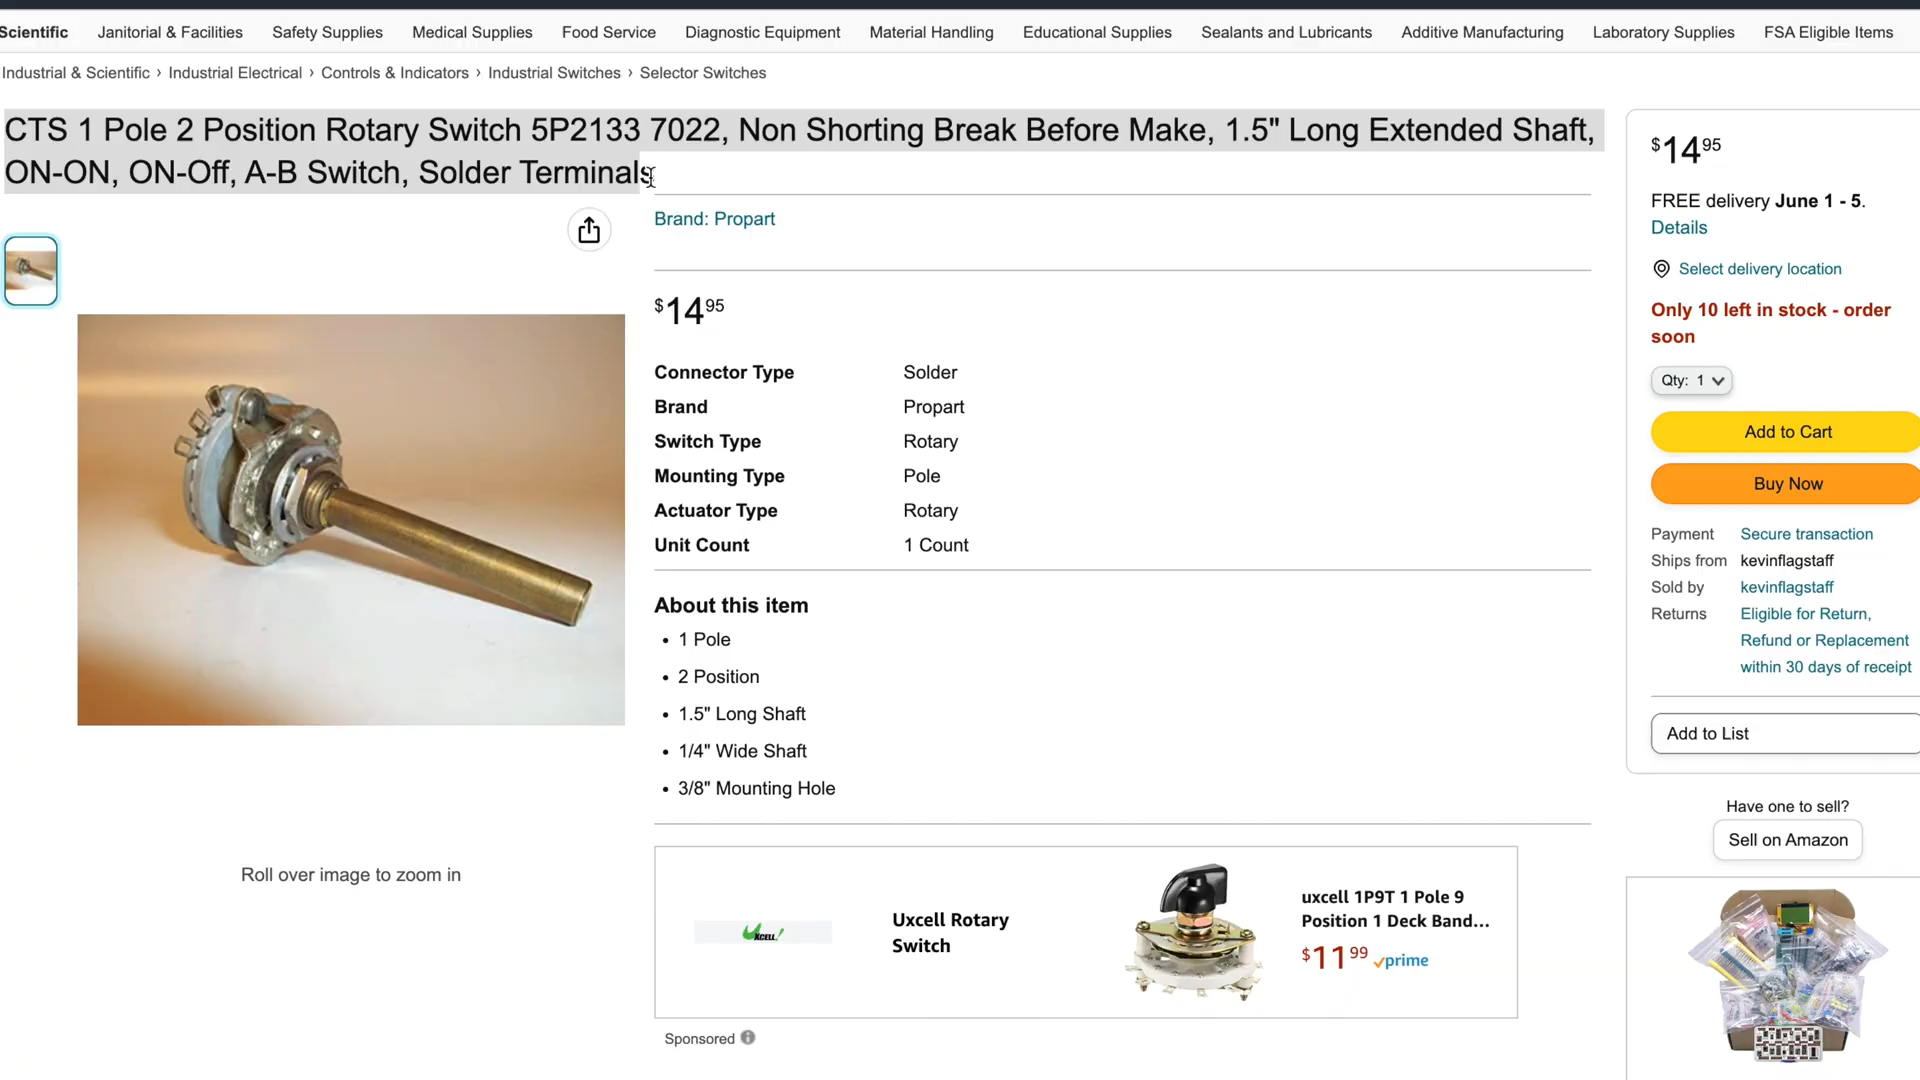 Scientific
Janitorial & Facilities
Safety Supplies
Medical Supplies
Food Service
Diagnostic Equipment
Material Handling
Educational Supplies
Sealants and Lubricants
Additive Manufacturing
Laboratory Supplies
FSA Eligible Items
Industrial & Scientific › Industrial Electrical › Controls & Indicators › Industrial Switches › Selector Switches
CTS 1 Pole 2 Position Rotary Switch 5P2133 7022, Non Shorting Break Before Make, 1.5" Long Extended Shaft,
ON-ON, ON-Off, A-B Switch, Solder Terminals
Brand: Propart
$14 95
Connector Type Solder
Brand Propart
Switch Type Rotary
Mounting Type Pole
Actuator Type Rotary
Unit Count 1 Count
About this item
• 1 Pole
• 2 Position
• 1.5" Long Shaft
• 1/4" Wide Shaft
• 3/8" Mounting Hole
Roll over image to zoom in
XCELL!
Uxcell Rotary
Switch
uxcell 1P9T 1 Pole 9
Position 1 Deck Band...
$11 99 prime
Sponsored
$14 95
FREE delivery June 1 - 5.
Details
Select delivery location
Only 10 left in stock - order
soon
Qty: 1
Add to Cart
Buy Now
Payment Secure transaction
Ships from kevinflagstaff
Sold by kevinflagstaff
Returns Eligible for Return,
Refund or Replacement
within 30 days of receipt
Add to List
Have one to sell?
Sell on Amazon